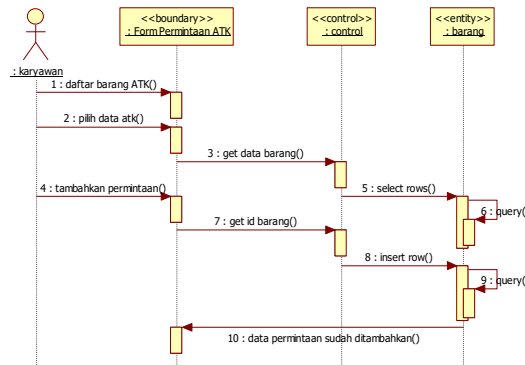 <<boundary>>
: FormPermintaan ATK
<<control>>
: control
<<entity>>
: barang
: karyawan
1 : daftar barang ATK()
2 : pilih data atk()
3 : get data barang()
4 : tambahkan permintaan()
5 : select rows()
6 : query(
7 : get id barang()
8 : insert row()
9 : query(
10 : data permintaan sudah ditambahkan()